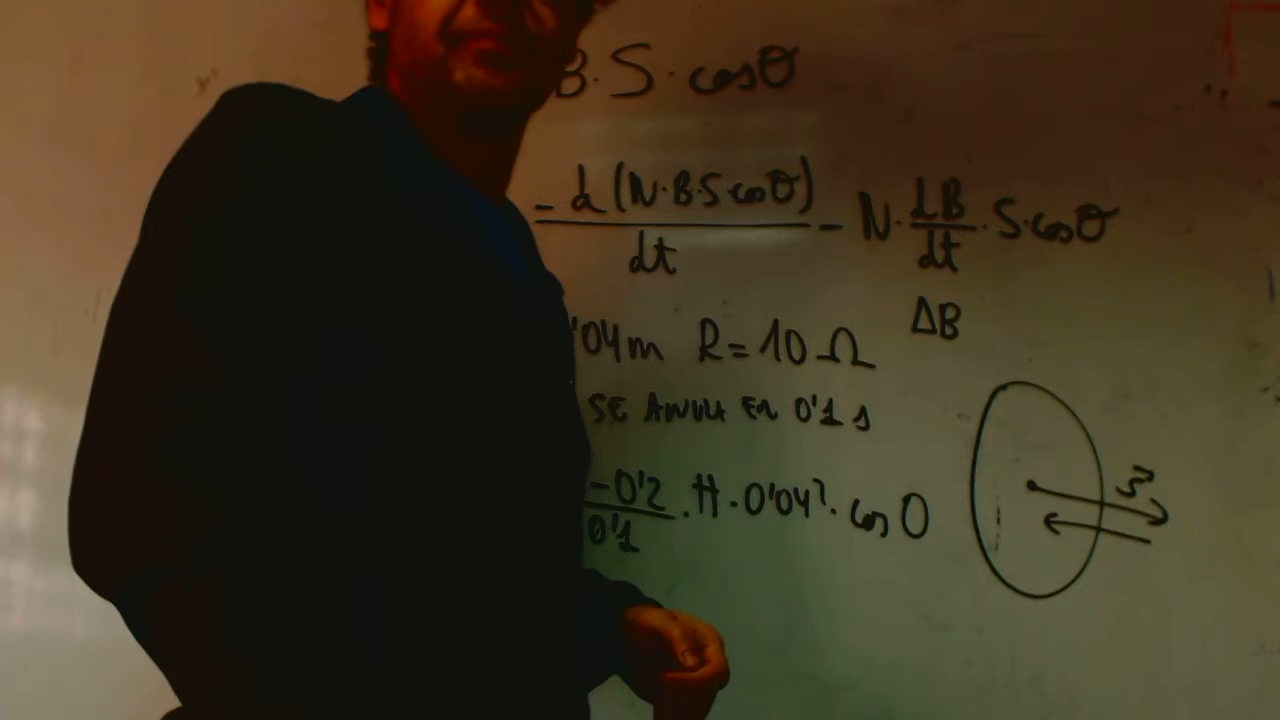 B·S·cosθ
- d(N·B·S cosθ)/dt - N·dB/dt·S·cosθ
ΔB
'04m R=10Ω
SE ANULA EN 0'1 s
-0'2/0'1 ·π·0'04²·cos 0
S⃗